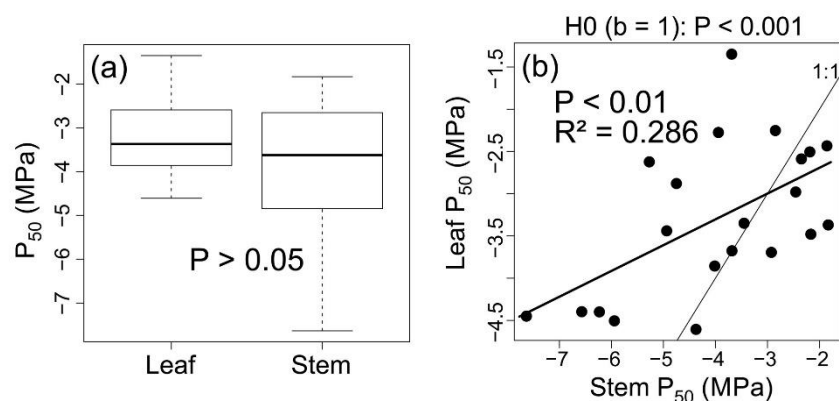 (a)
P50 (MPa)
−2
−3
−4
−5
−7
P > 0.05
Leaf
Stem
H0 (b = 1): P < 0.001
(b)
1:1
P < 0.01
R² = 0.286
Leaf P50 (MPa)
−1.5
−2.5
−3.5
−4.5
−7
−6
−5
−4
−3
−2
Stem P50 (MPa)